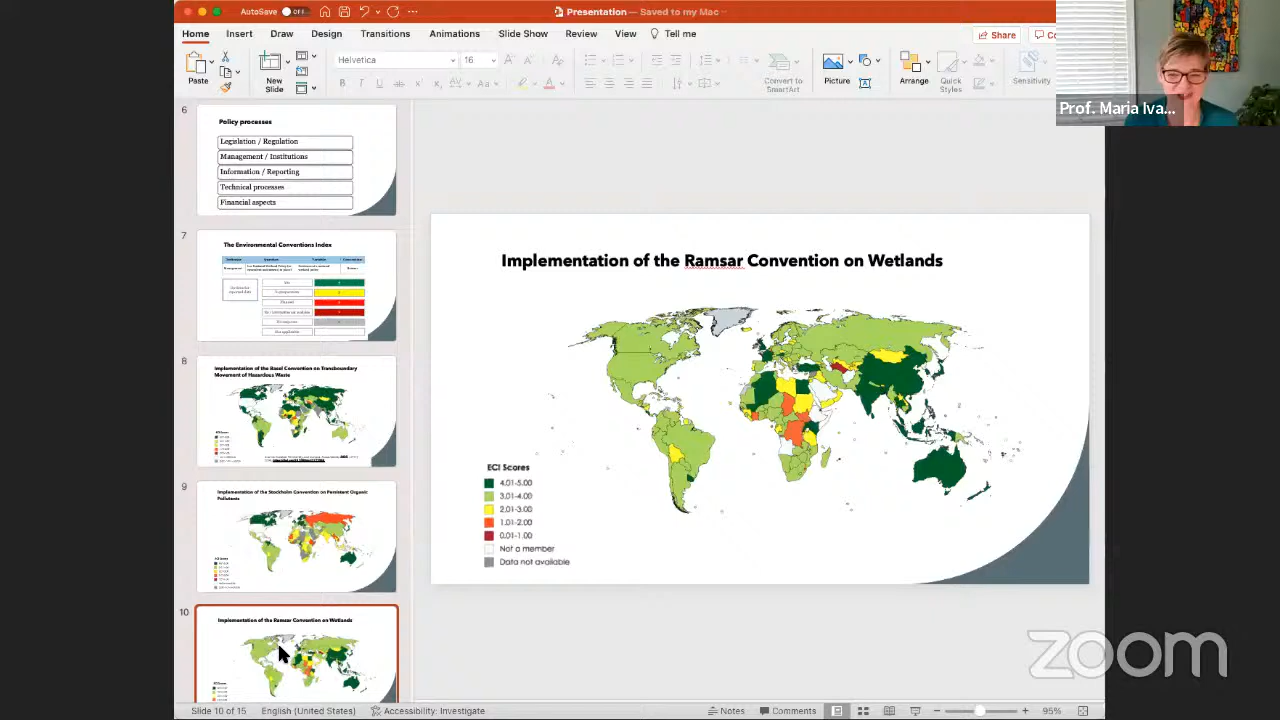 AutoSave OFF
Presentation — Saved to my Mac
Home Insert Draw Design Transitions Animations Slide Show Review View Tell me
Share
Prof. Maria Iva...
Paste
New Slide
Helvetica 16
Convert to SmartArt
Picture
Arrange
Quick Styles
Sensitivity
6
Policy processes
Legislation / Regulation
Management / Institutions
Information / Reporting
Technical processes
Financial aspects
7
The Environmental Conventions Index
8
Implementation of the Basel Convention on Transboundary
Movement of Hazardous Waste
9
Implementation of the Stockholm Convention on Persistent Organic
Pollutants
10
Implementation of the Ramsar Convention on Wetlands
Implementation of the Ramsar Convention on Wetlands
ECI Scores
4.01-5.00
3.01-4.00
2.01-3.00
1.01-2.00
0.01-1.00
Not a member
Data not available
zoom
Slide 10 of 15 English (United States) Accessibility: Investigate Notes Comments 95%